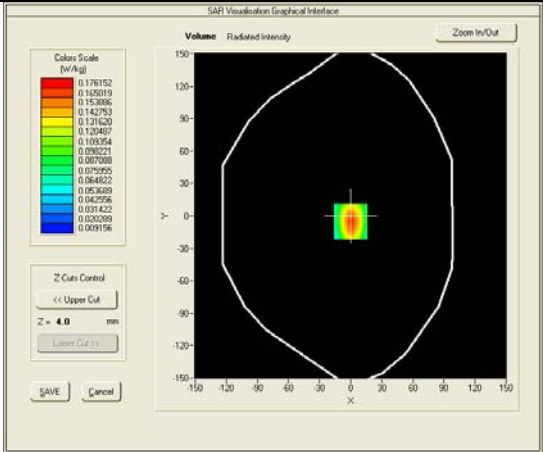 SAR Visualisation Graphical Interface
Volume Radiated Intensity
Zoom In/Out
Colors Scale
(W/kg)
0.176152
0.165019
0.153886
0.142753
0.131620
0.120487
0.109354
0.098221
0.087088
0.075955
0.064822
0.053689
0.042556
0.031422
0.020289
0.009156
Z-Cuts Control
<< Upper Cut
Z = 4.0 mm
Lower Cut >>
SAVE
Cancel
150
120
90
60
30
0
-30
-60
-90
-120
-150
Y
-150 -120 -90 -60 -30 0 30 60 90 120 150
X